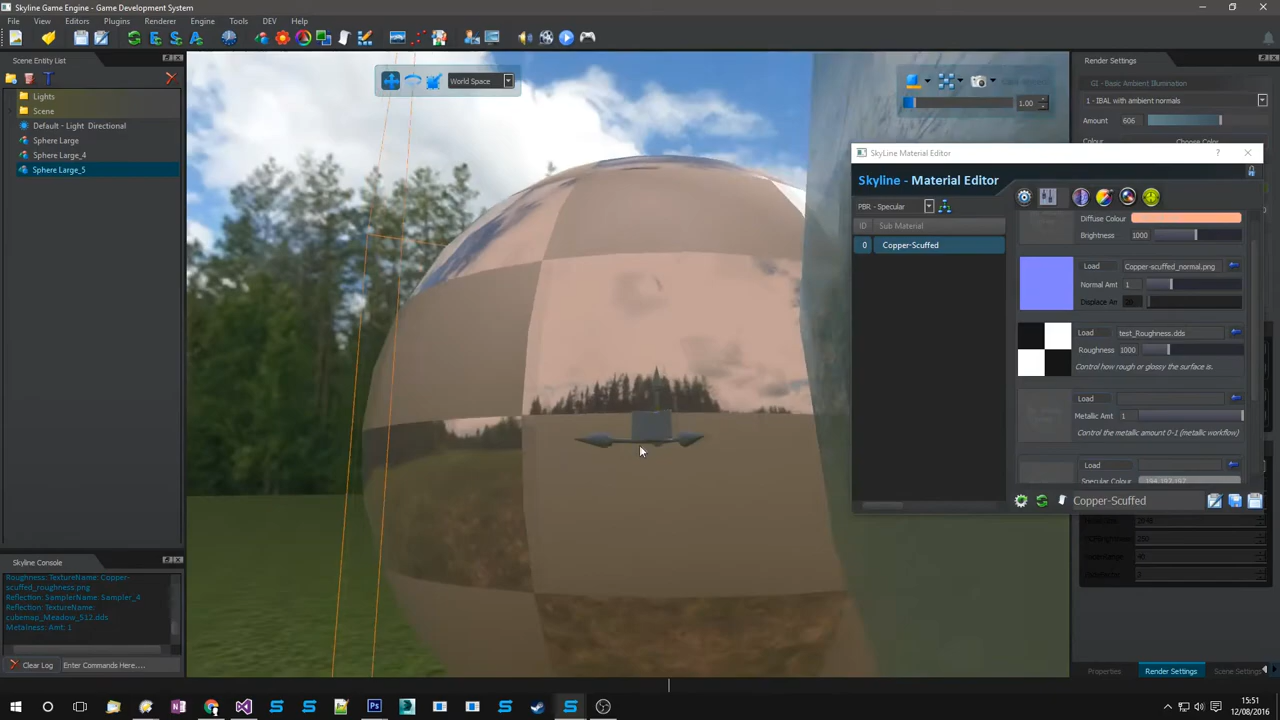 Skyline Game Engine - Game Development System
File View Editors Plugins Renderer Engine Tools DEV Help
Scene Entity List
Lights
Scene
Default - Light Directional
Sphere Large
Sphere Large_4
Sphere Large_5
Skyline Console
Roughness: TextureName: Copper-
scuffed_roughness.png
Reflection: SamplerName: Sampler_4
Reflection: TextureName:
cubemap_Meadow_512.dds
Metalness: Amt: 1
Clear Log Enter Commands Here....
World Space
1.00
Render Settings
GI - Basic Ambient Illumination
1 - IBAL with ambient normals
Amount 606
SkyLine Material Editor
Skyline - Material Editor
PBR - Specular
ID Sub Material
0 Copper-Scuffed
Diffuse Colour
Brightness 1000
Load Copper-scuffed_normal.png
Normal Amt 1
Displace Am
Load test_Roughness.dds
Roughness 1000
Control how rough or glossy the surface is.
Load
Metallic Amt 1
Control the metallic amount 0-1 (metallic workflow)
Load
Specular Colour
Copper-Scuffed
Properties Render Settings Scene Settings
15:51
12/08/2016